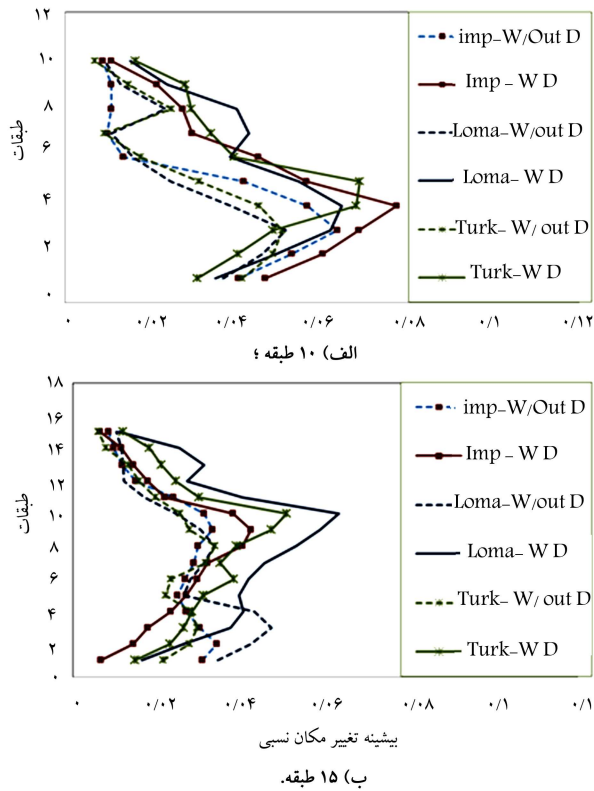 ۱۲
۱۰
۸
۶
۴
۲
۰
طبقات
imp-W/Out D
Imp - W D
Loma-W/out D
Loma- W D
Turk- W/ out D
Turk-W D
۰ ۰/۰۲ ۰/۰۴ ۰/۰۶ ۰/۰۸ ۰/۱ ۰/۱۲
الف) ۱۰ طبقه ؛
۱۸
۱۶
۱۴
۱۲
۱۰
۸
۶
۴
۲
۰
طبقات
imp-W/Out D
Imp - W D
Loma-W/out D
Loma- W D
Turk- W/ out D
Turk-W D
۰ ۰/۰۲ ۰/۰۴ ۰/۰۶ ۰/۰۸ ۰/۱ ۰/۱
بیشینه تغییر مکان نسبی
ب) ۱۵ طبقه.